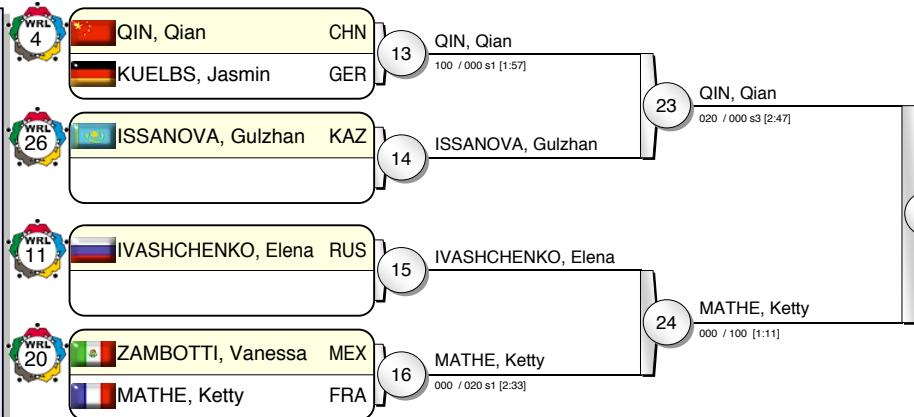 WRL
4
QIN, Qian CHN
KUELBS, Jasmin GER
13
QIN, Qian
100 / 000 s1 [1:57]
WRL
26
ISSANOVA, Gulzhan KAZ
14
ISSANOVA, Gulzhan
23
QIN, Qian
020 / 000 s3 [2:47]
WRL
11
IVASHCHENKO, Elena RUS
15
IVASHCHENKO, Elena
WRL
20
ZAMBOTTI, Vanessa MEX
MATHE, Ketty FRA
16
MATHE, Ketty
000 / 020 s1 [2:33]
24
MATHE, Ketty
000 / 100 [1:11]